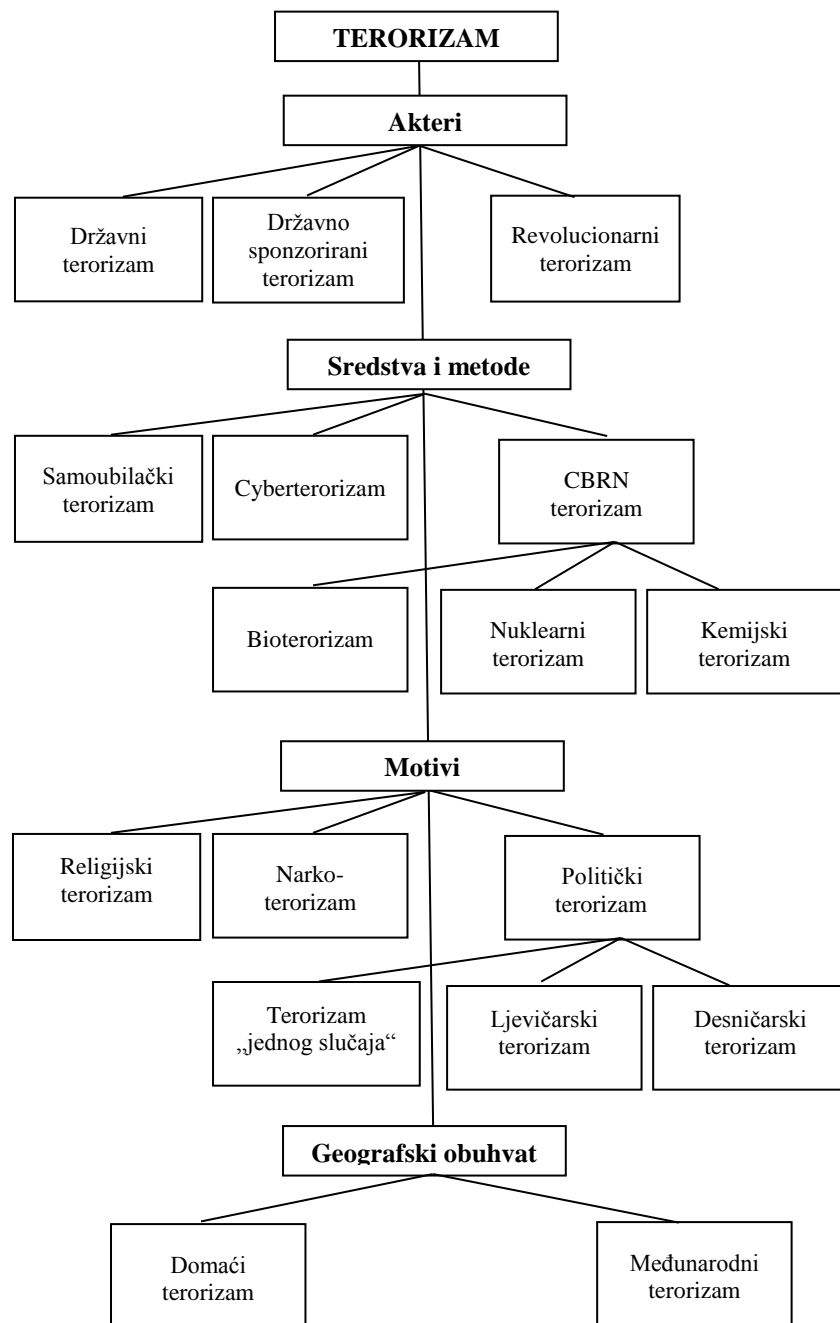 TERORIZAM
Akteri
Državni
terorizam
Državno
sponzorirani
terorizam
Revolucionarni
terorizam
Sredstva i metode
Samoubilački
terorizam
Cyberterorizam
CBRN
terorizam
Bioterorizam
Nuklearni
terorizam
Kemijski
terorizam
Motivi
Religijski
terorizam
Narko-
terorizam
Politički
terorizam
Terorizam
„jednog slučaja“
Ljevičarski
terorizam
Desničarski
terorizam
Geografski obuhvat
Domaći
terorizam
Međunarodni
terorizam